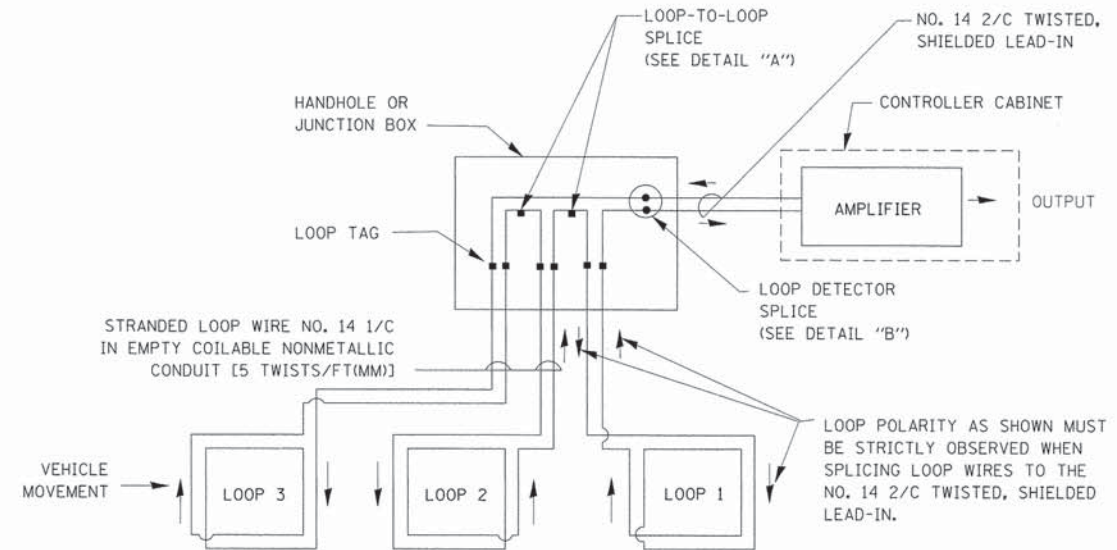 LOOP-TO-LOOP
SPLICE
(SEE DETAIL "A")
NO. 14 2/C TWISTED,
SHIELDED LEAD-IN
HANDHOLE OR
JUNCTION BOX
CONTROLLER CABINET
AMPLIFIER
OUTPUT
LOOP TAG
LOOP DETECTOR
SPLICE
(SEE DETAIL "B")
STRANDED LOOP WIRE NO. 14 1/C
IN EMPTY COILABLE NONMETALLIC
CONDUIT [5 TWISTS/FT(MM)]
LOOP POLARITY AS SHOWN MUST
BE STRICTLY OBSERVED WHEN
SPLICING LOOP WIRES TO THE
NO. 14 2/C TWISTED, SHIELDED
LEAD-IN.
VEHICLE
MOVEMENT
LOOP 3
LOOP 2
LOOP 1